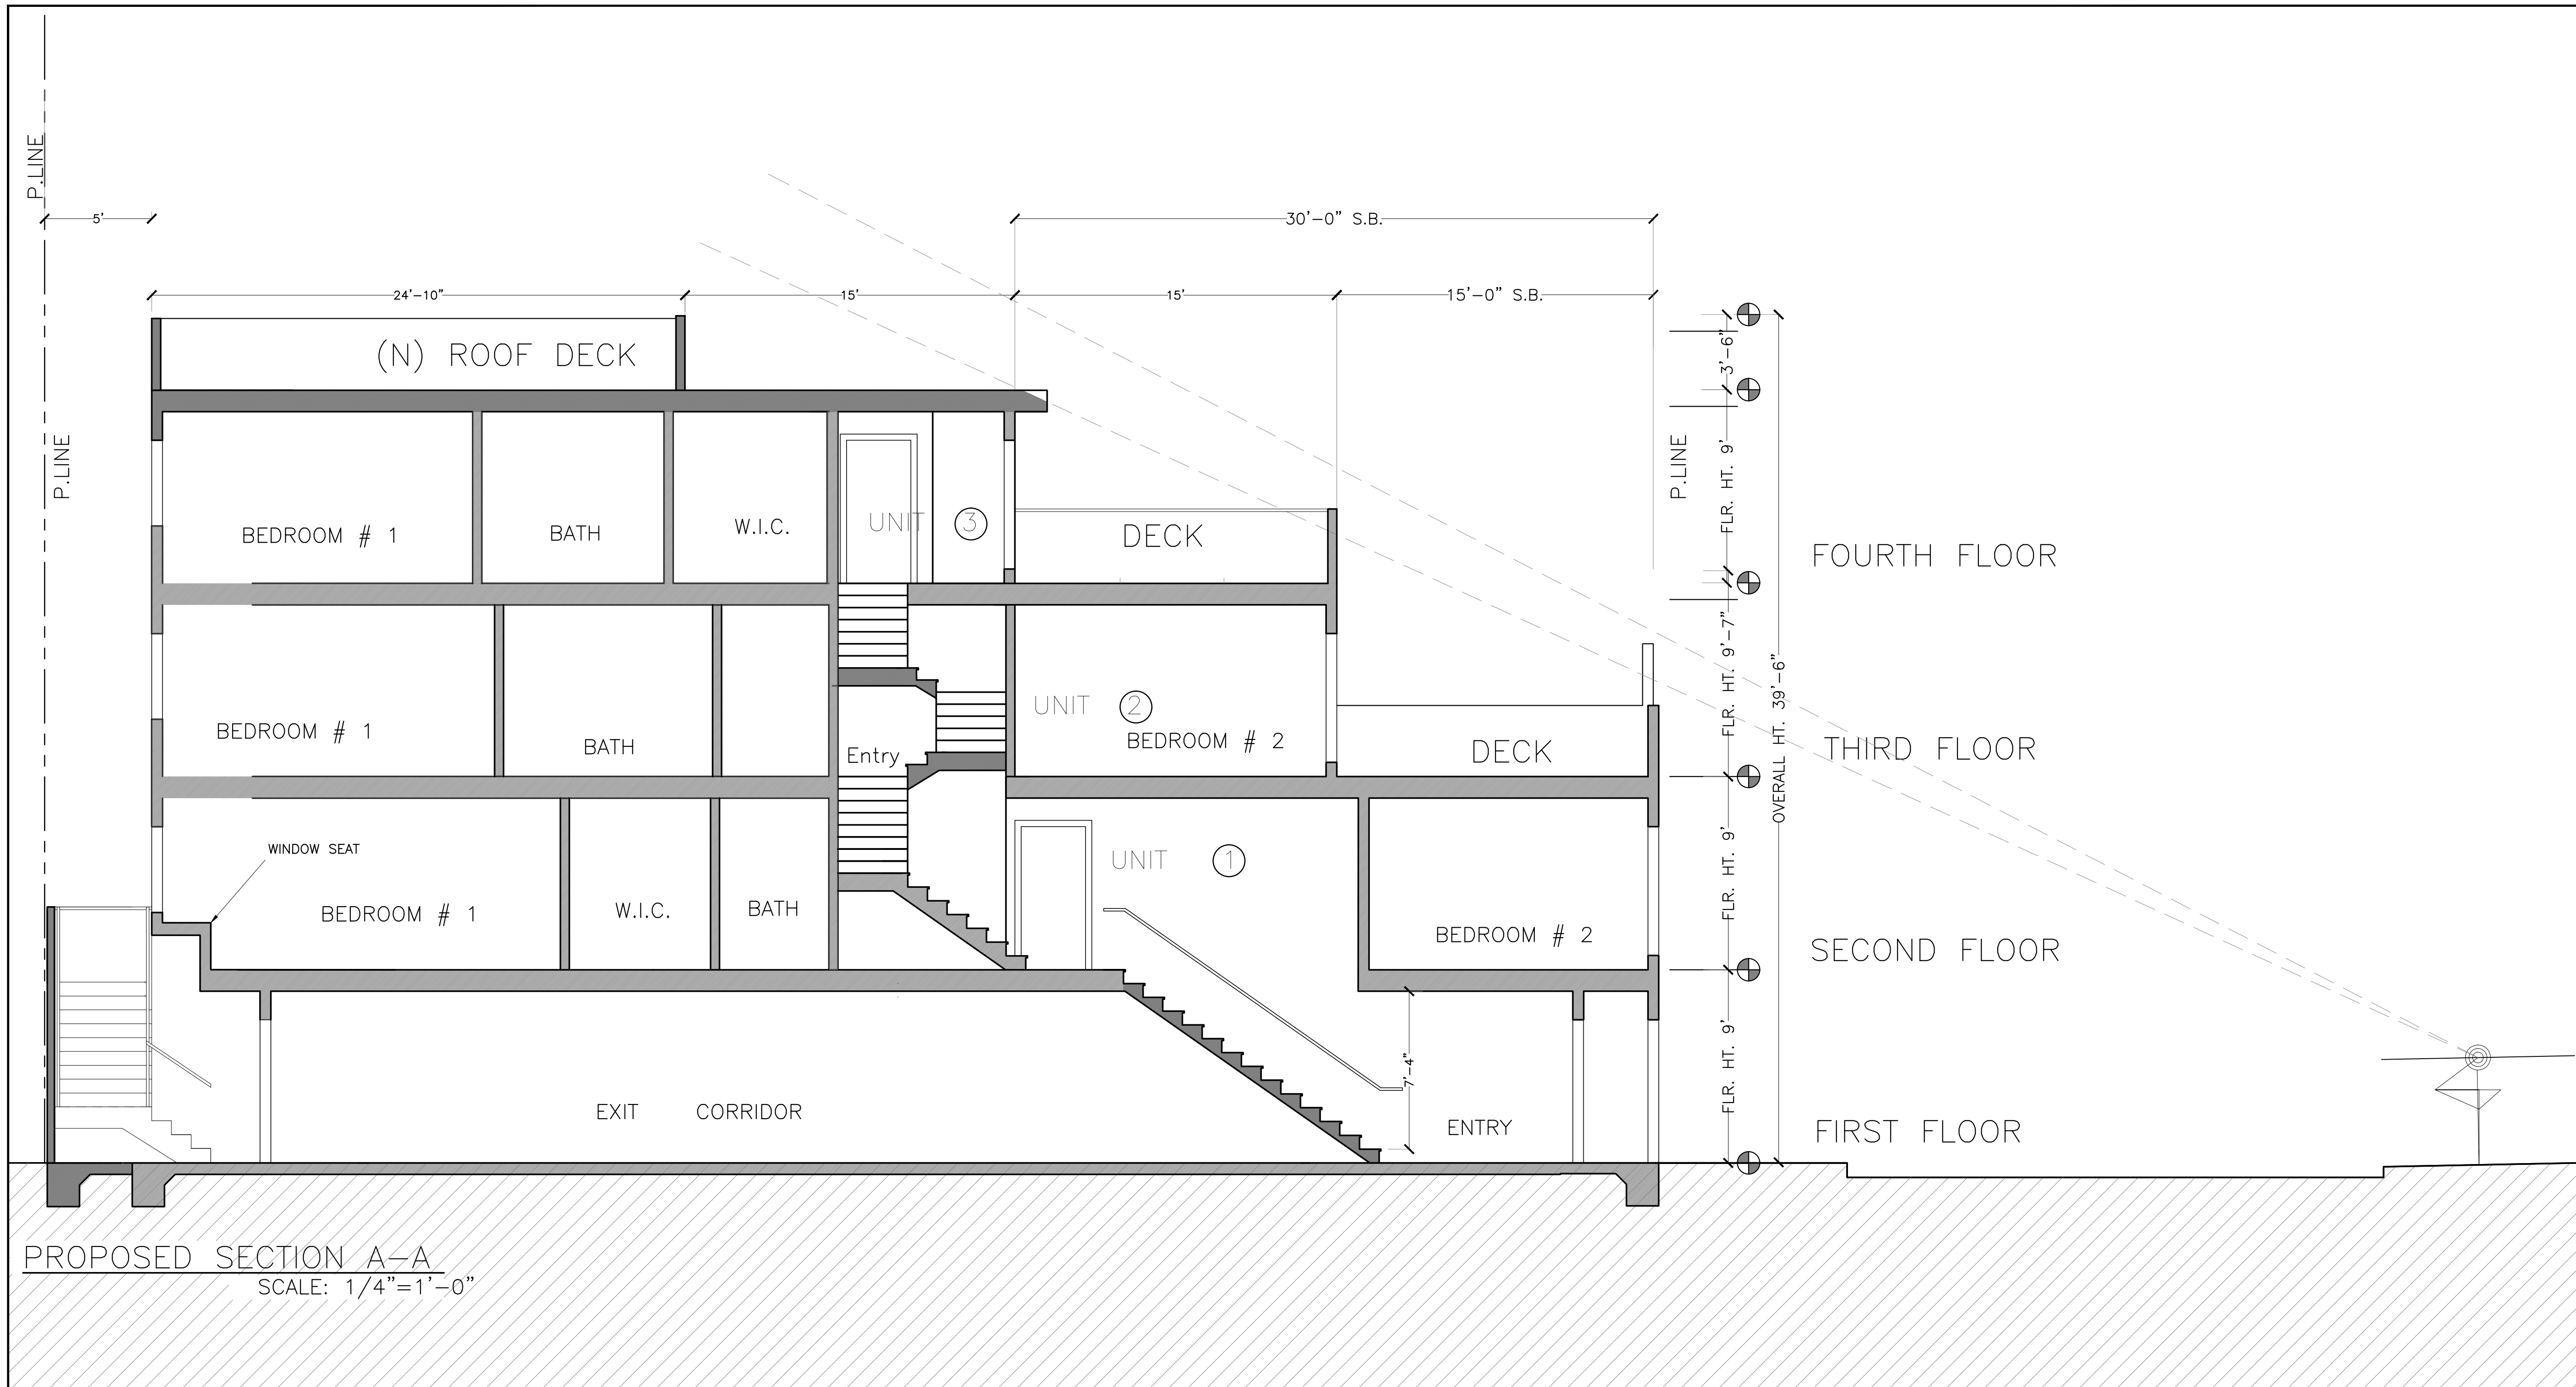 P.LINE
5'
30'-0" S.B.
24'-10"
15'
15'
15'-0" S.B.
(N) ROOF DECK
3'-6"
P.LINE
P.LINE
FLR. HT. 9'
BEDROOM # 1
BATH
W.I.C.
UNIT 3
DECK
FOURTH FLOOR
FLR. HT. 9'-7"
OVERALL HT. 39'-6"
BEDROOM # 1
BATH
Entry
UNIT 2
BEDROOM # 2
DECK
THIRD FLOOR
WINDOW SEAT
FLR. HT. 9'
BEDROOM # 1
W.I.C.
BATH
UNIT 1
BEDROOM # 2
SECOND FLOOR
7'-4"
FLR. HT. 9'
EXIT CORRIDOR
ENTRY
FIRST FLOOR
PROPOSED SECTION A-A
SCALE: 1/4"=1'-0"